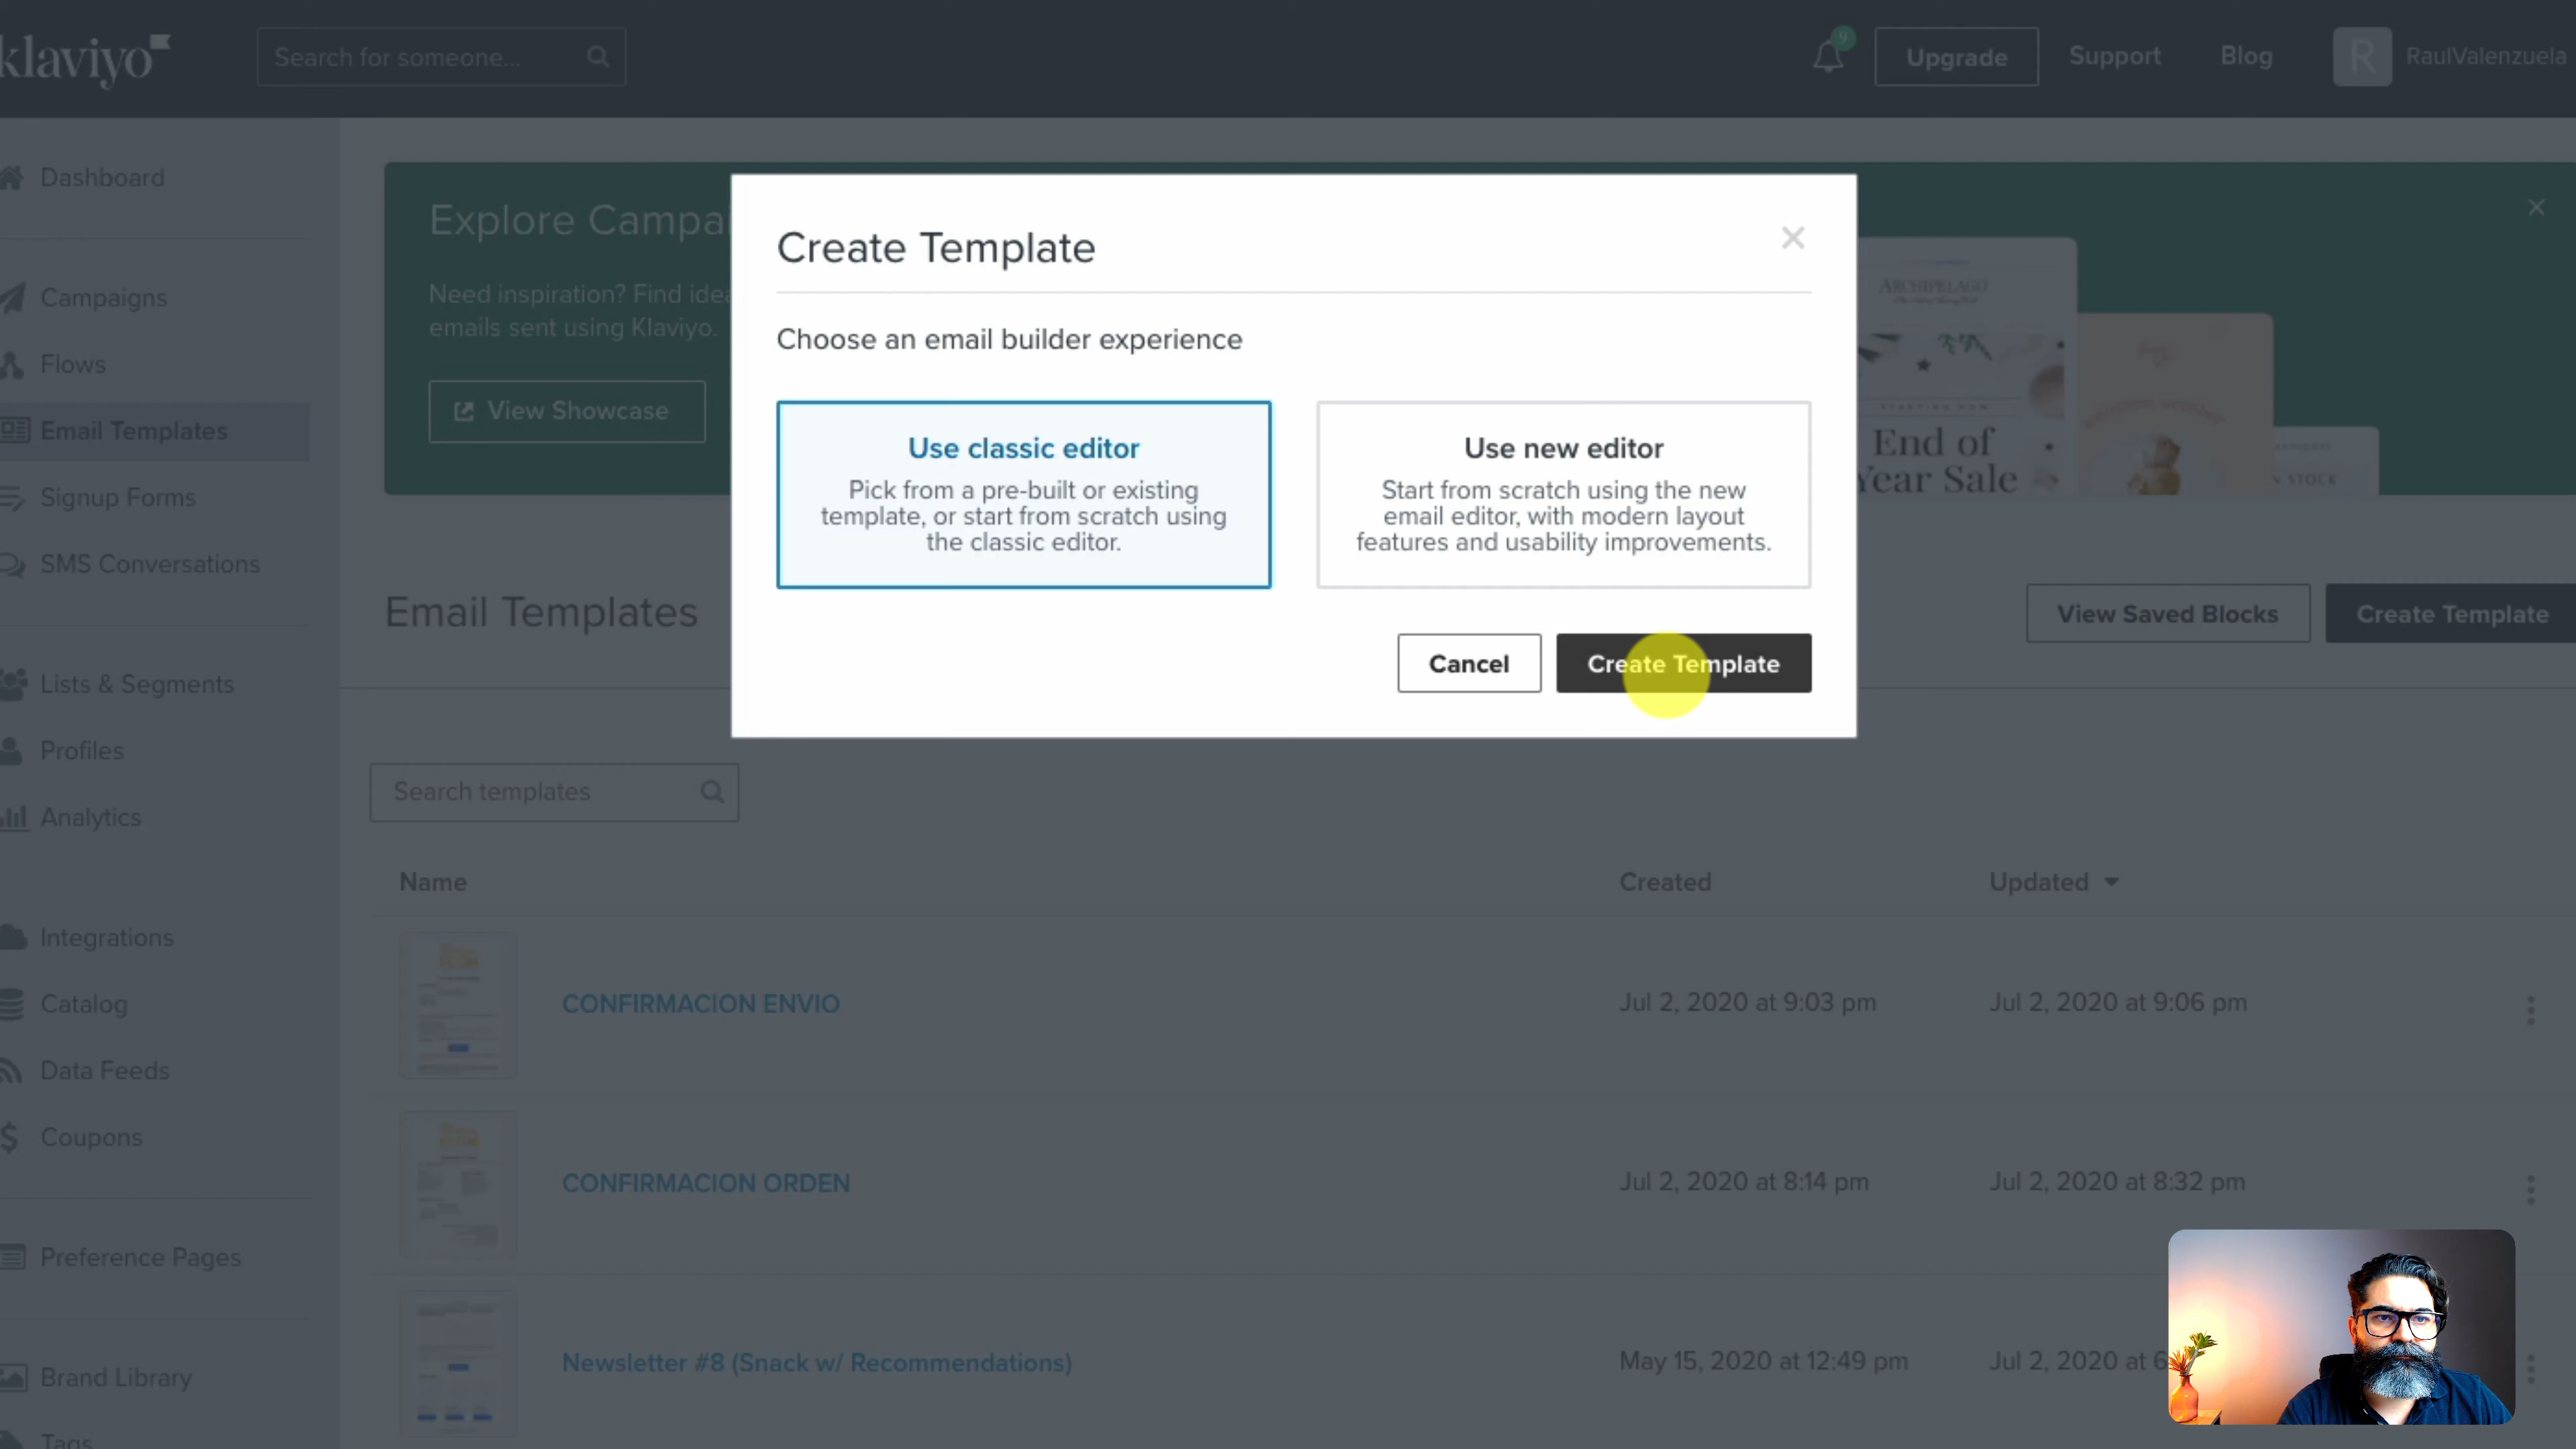 klaviyo
Search for someone...
9
Upgrade
Support
Blog
R
RaulValenzuela
Dashboard
Campaigns
Flows
Email Templates
Signup Forms
SMS Conversations
Lists & Segments
Profiles
Analytics
Integrations
Catalog
Data Feeds
Coupons
Preference Pages
Brand Library
Tags
Explore Campai
Need inspiration? Find idea
emails sent using Klaviyo.
View Showcase
ARCHIPELAGO
End of
Year Sale
N STOCK
Create Template
Choose an email builder experience
Use classic editor
Pick from a pre-built or existing
template, or start from scratch using
the classic editor.
Use new editor
Start from scratch using the new
email editor, with modern layout
features and usability improvements.
Cancel
Create Template
Email Templates
View Saved Blocks
Create Template
Search templates
Name
Created
Updated
CONFIRMACION ENVIO
Jul 2, 2020 at 9:03 pm
Jul 2, 2020 at 9:06 pm
CONFIRMACION ORDEN
Jul 2, 2020 at 8:14 pm
Jul 2, 2020 at 8:32 pm
Newsletter #8 (Snack w/ Recommendations)
May 15, 2020 at 12:49 pm
Jul 2, 2020 at 6